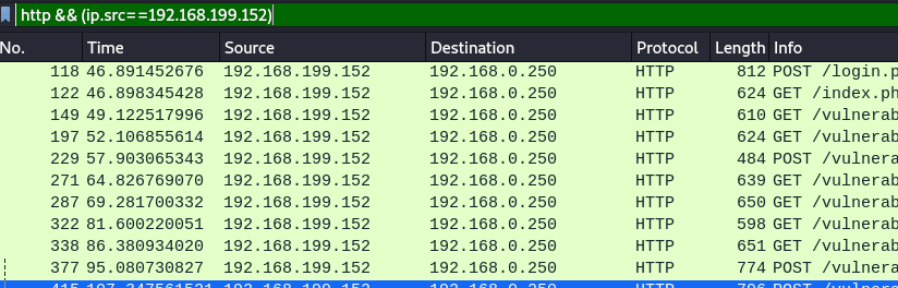 http && (ip.src==192.168.199.152)
No. Time Source Destination Protocol Length Info
118 46.891452676 192.168.199.152 192.168.0.250 HTTP 812 POST /login.p
122 46.898345428 192.168.199.152 192.168.0.250 HTTP 624 GET /index.ph
149 49.122517996 192.168.199.152 192.168.0.250 HTTP 610 GET /vulnerab
197 52.106855614 192.168.199.152 192.168.0.250 HTTP 624 GET /vulnerab
229 57.903065343 192.168.199.152 192.168.0.250 HTTP 484 POST /vulnera
271 64.826769070 192.168.199.152 192.168.0.250 HTTP 639 GET /vulnerab
287 69.281700332 192.168.199.152 192.168.0.250 HTTP 650 GET /vulnerab
322 81.600220051 192.168.199.152 192.168.0.250 HTTP 598 GET /vulnerab
338 86.380934020 192.168.199.152 192.168.0.250 HTTP 651 GET /vulnerab
377 95.080730827 192.168.199.152 192.168.0.250 HTTP 774 POST /vulnera